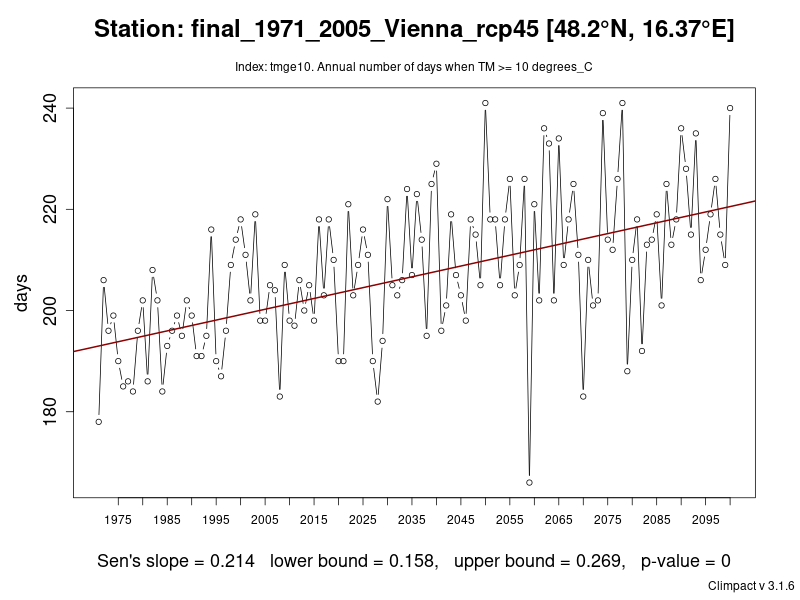 Station: final_1971_2005_Vienna_rcp45 [48.2°N, 16.37°E]
Index: tmge10. Annual number of days when TM >= 10 degrees_C
240
220
200
180
days
1975 1985 1995 2005 2015 2025 2035 2045 2055 2065 2075 2085 2095
Sen's slope = 0.214 lower bound = 0.158, upper bound = 0.269, p-value = 0
Climpact v 3.1.6